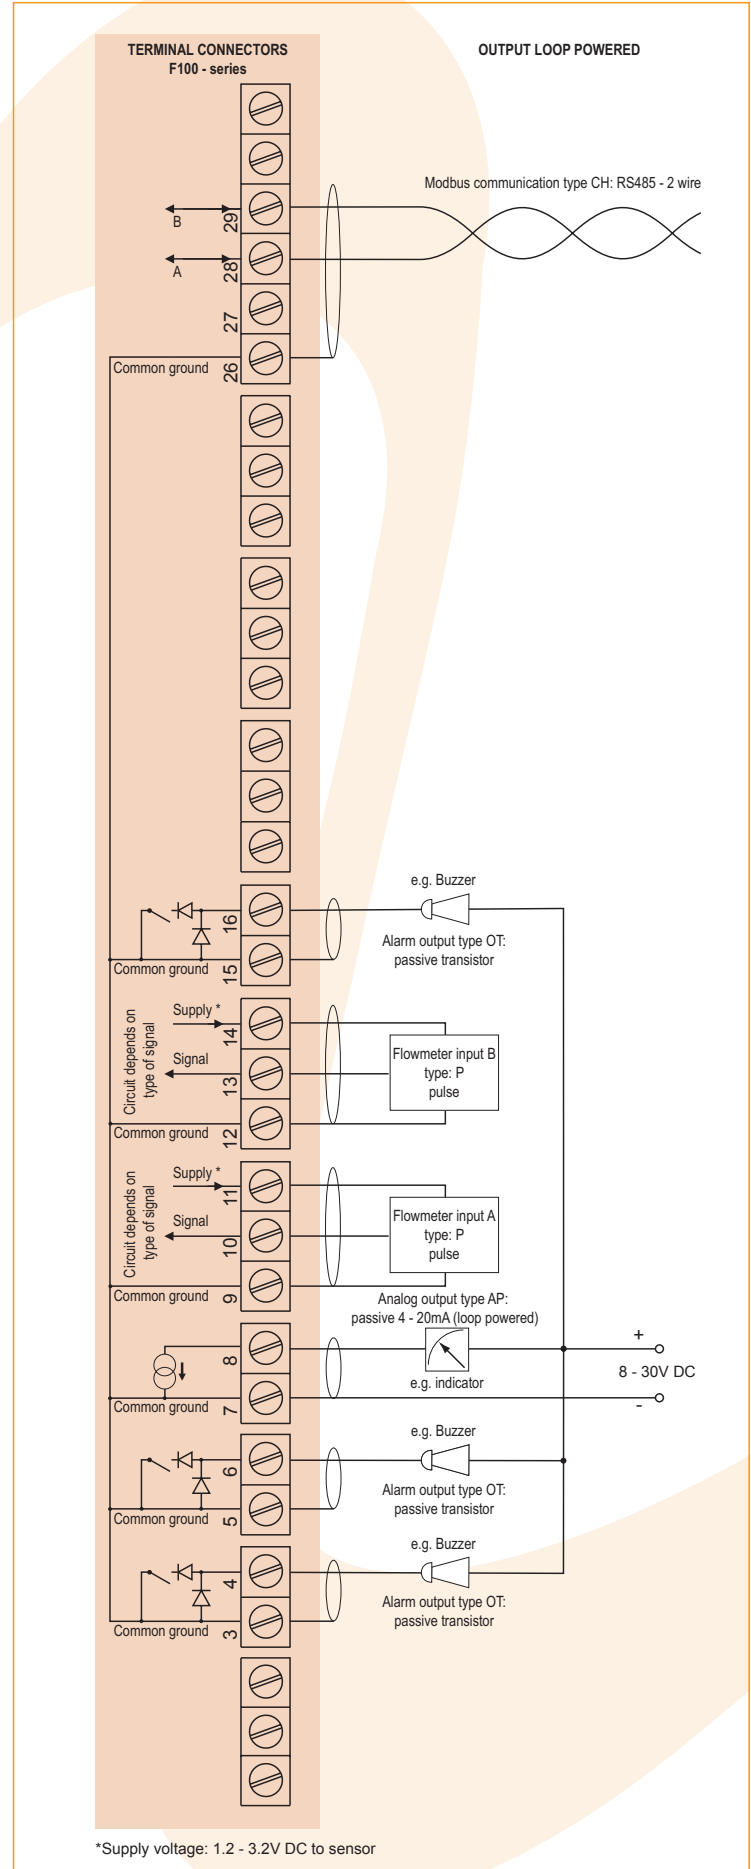 TERMINAL CONNECTORS
F100 - series
OUTPUT LOOP POWERED
Modbus communication type CH: RS485 - 2 wire
B
29
A
28
27
Common ground
26
e.g. Buzzer
16
Alarm output type OT:
passive transistor
Common ground
15
Circuit depends on
type of signal
Supply *
14
Signal
13
Flowmeter input B
type: P
pulse
Common ground
12
Circuit depends on
type of signal
Supply *
11
Signal
10
Flowmeter input A
type: P
pulse
Common ground
9
Analog output type AP:
passive 4 - 20mA (loop powered)
8
+
8 - 30V DC
-
e.g. indicator
Common ground
7
e.g. Buzzer
6
Alarm output type OT:
passive transistor
Common ground
5
e.g. Buzzer
4
Alarm output type OT:
passive transistor
Common ground
3
*Supply voltage: 1.2 - 3.2V DC to sensor